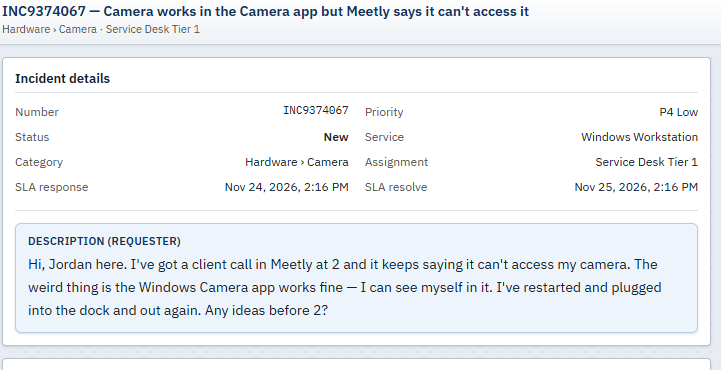 INC9374067 — Camera works in the Camera app but Meetly says it can't access it
Hardware › Camera · Service Desk Tier 1
Incident details
Number INC9374067 Priority P4 Low
Status New Service Windows Workstation
Category Hardware › Camera Assignment Service Desk Tier 1
SLA response Nov 24, 2026, 2:16 PM SLA resolve Nov 25, 2026, 2:16 PM
DESCRIPTION (REQUESTER)
Hi, Jordan here. I've got a client call in Meetly at 2 and it keeps saying it can't access my camera. The
weird thing is the Windows Camera app works fine — I can see myself in it. I've restarted and plugged
into the dock and out again. Any ideas before 2?